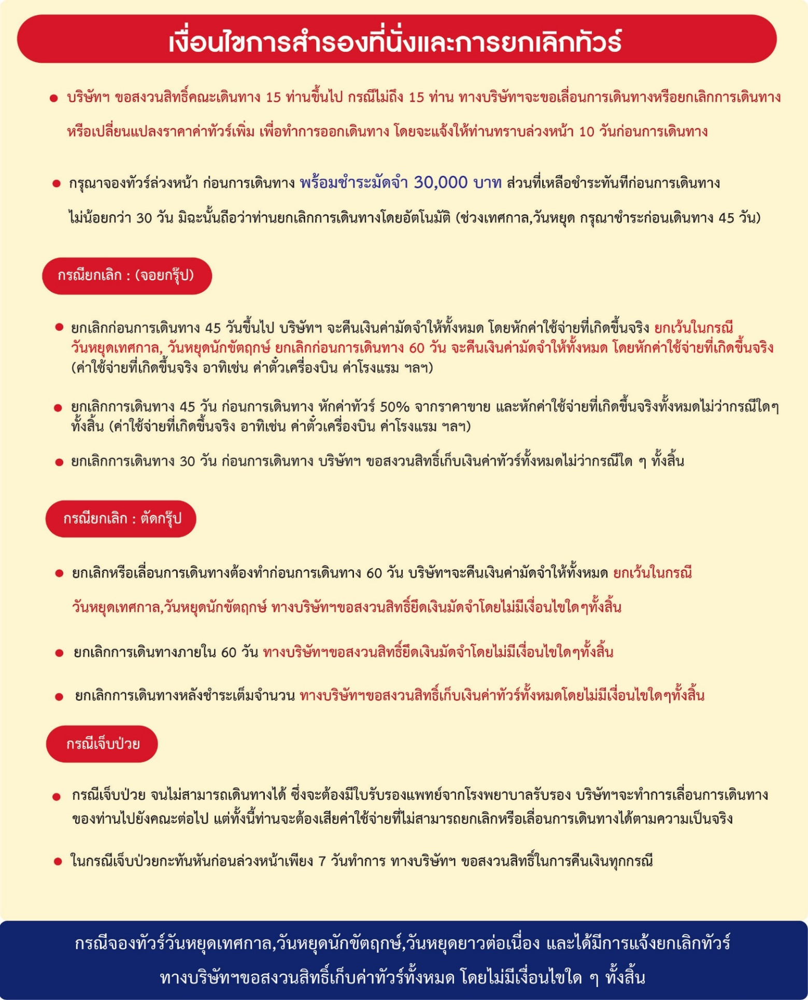 เงื่อนไขการสำรองที่นั่งและการยกเลิกทัวร์
บริษัทฯ ขอสงวนสิทธิ์คณะเดินทาง 15 ท่านขึ้นไป กรณีไม่ถึง 15 ท่าน ทางบริษัทฯจะขอเลื่อนการเดินทางหรือยกเลิกการเดินทาง
หรือเปลี่ยนแปลงราคาค่าทัวร์เพิ่ม เพื่อทำการออกเดินทาง โดยจะแจ้งให้ท่านทราบล่วงหน้า 10 วันก่อนการเดินทาง
กรุณาจองทัวร์ล่วงหน้า ก่อนการเดินทาง พร้อมชำระมัดจำ 30,000 บาท ส่วนที่เหลือชำระทันทีก่อนการเดินทาง
ไม่น้อยกว่า 30 วัน มิฉะนั้นถือว่าท่านยกเลิกการเดินทางโดยอัตโนมัติ (ช่วงเทศกาล,วันหยุด กรุณาชำระก่อนเดินทาง 45 วัน)
กรณียกเลิก : (จอยกรุ๊ป)
ยกเลิกก่อนการเดินทาง 45 วันขึ้นไป บริษัทฯ จะคืนเงินค่ามัดจำให้ทั้งหมด โดยหักค่าใช้จ่ายที่เกิดขึ้นจริง ยกเว้นในกรณี
วันหยุดเทศกาล, วันหยุดนักขัตฤกษ์ ยกเลิกก่อนการเดินทาง 60 วัน จะคืนเงินค่ามัดจำให้ทั้งหมด โดยหักค่าใช้จ่ายที่เกิดขึ้นจริง
(ค่าใช้จ่ายที่เกิดขึ้นจริง อาทิเช่น ค่าตั๋วเครื่องบิน ค่าโรงแรม ฯลฯ)
ยกเลิกการเดินทาง 45 วัน ก่อนการเดินทาง หักค่าทัวร์ 50% จากราคาขาย และหักค่าใช้จ่ายที่เกิดขึ้นจริงทั้งหมดไม่ว่ากรณีใดๆ
ทั้งสิ้น (ค่าใช้จ่ายที่เกิดขึ้นจริง อาทิเช่น ค่าตั๋วเครื่องบิน ค่าโรงแรม ฯลฯ)
ยกเลิกการเดินทาง 30 วัน ก่อนการเดินทาง บริษัทฯ ขอสงวนสิทธิ์เก็บเงินค่าทัวร์ทั้งหมดไม่ว่ากรณีใด ๆ ทั้งสิ้น
กรณียกเลิก : ตัดกรุ๊ป
ยกเลิกหรือเลื่อนการเดินทางต้องทำก่อนการเดินทาง 60 วัน บริษัทฯจะคืนเงินค่ามัดจำให้ทั้งหมด ยกเว้นในกรณี
วันหยุดเทศกาล,วันหยุดนักขัตฤกษ์ ทางบริษัทฯขอสงวนสิทธิ์ยึดเงินมัดจำโดยไม่มีเงื่อนไขใดๆทั้งสิ้น
ยกเลิกการเดินทางภายใน 60 วัน ทางบริษัทฯขอสงวนสิทธิ์ยึดเงินมัดจำโดยไม่มีเงื่อนไขใดๆทั้งสิ้น
ยกเลิกการเดินทางหลังชำระเต็มจำนวน ทางบริษัทฯขอสงวนสิทธิ์เก็บเงินค่าทัวร์ทั้งหมดโดยไม่มีเงื่อนไขใดๆทั้งสิ้น
กรณีเจ็บป่วย
กรณีเจ็บป่วย จนไม่สามารถเดินทางได้ ซึ่งจะต้องมีใบรับรองแพทย์จากโรงพยาบาลรับรอง บริษัทฯจะทำการเลื่อนการเดินทาง
ของท่านไปยังคณะต่อไป แต่ทั้งนี้ท่านจะต้องเสียค่าใช้จ่ายที่ไม่สามารถยกเลิกหรือเลื่อนการเดินทางได้ตามความเป็นจริง
ในกรณีเจ็บป่วยกะทันหันก่อนล่วงหน้าเพียง 7 วันทำการ ทางบริษัทฯ ขอสงวนสิทธิ์ในการคืนเงินทุกกรณี
กรณีจองทัวร์วันหยุดเทศกาล,วันหยุดนักขัตฤกษ์,วันหยุดยาวต่อเนื่อง และได้มีการแจ้งยกเลิกทัวร์
ทางบริษัทฯขอสงวนสิทธิ์เก็บค่าทัวร์ทั้งหมด โดยไม่มีเงื่อนไขใด ๆ ทั้งสิ้น